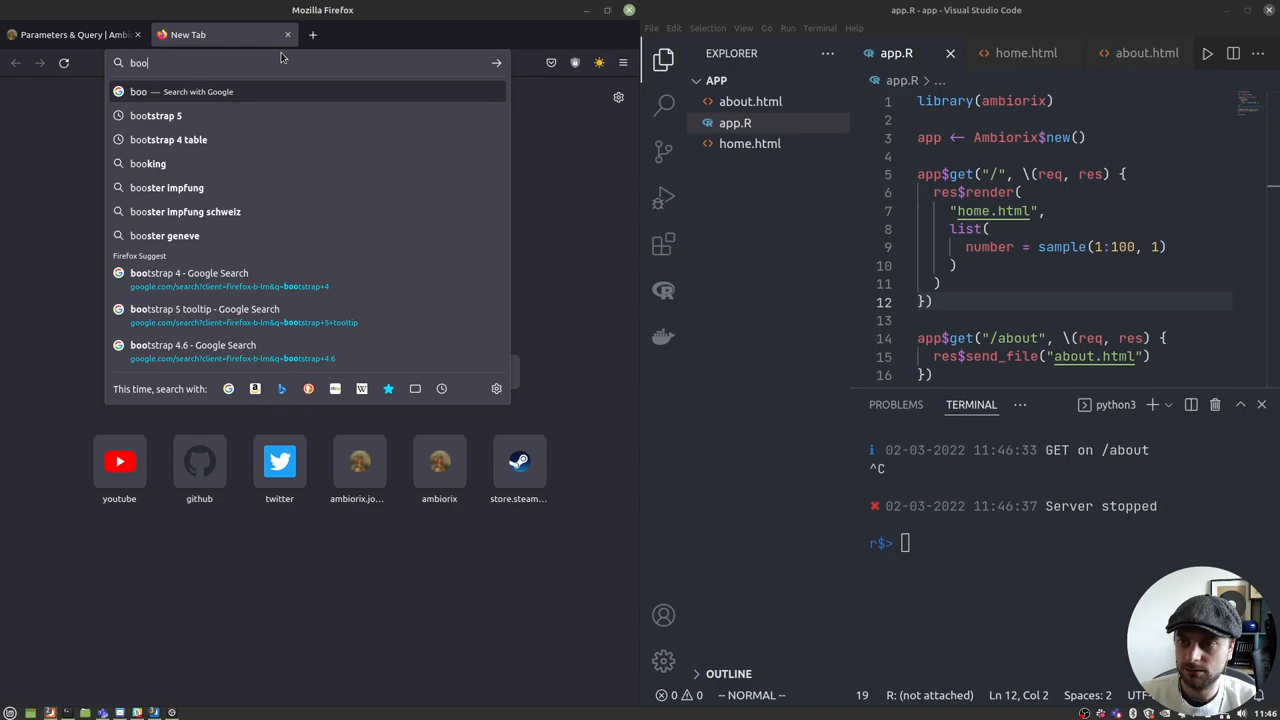 Mozilla Firefox
Parameters & Query | Ambio
New Tab
boo
boo — Search with Google
bootstrap 5
bootstrap 4 table
booking
booster impfung
booster impfung schweiz
booster geneve
Firefox Suggest
bootstrap 4 - Google Search
google.com/search?client=firefox-b-lm&q=bootstrap+4
bootstrap 5 tooltip - Google Search
google.com/search?client=firefox-b-lm&q=bootstrap+5+tooltip
bootstrap 4.6 - Google Search
google.com/search?client=firefox-b-lm&q=bootstrap+4.6
This time, search with:
youtube
github
twitter
ambiorix.jo...
ambiorix
store.steam...
app.R - app - Visual Studio Code
File Edit Selection View Go Run Terminal Help
EXPLORER
APP
about.html
app.R
home.html
app.R
home.html
about.html
app.R > ...
1 library(ambiorix)
2
3 app ← Ambiorix$new()
4
5 app$get("/", \(req, res) {
6 res$render(
7 "home.html",
8 list(
9 number = sample(1:100, 1)
10 )
11 )
12 })
13
14 app$get("/about", \(req, res) {
15 res$send_file("about.html")
16 })
PROBLEMS
TERMINAL
python3
i 02-03-2022 11:46:33 GET on /about
^C
✖ 02-03-2022 11:46:37 Server stopped
r$>
OUTLINE
0 0 -- NORMAL -- 19 R: (not attached) Ln 12, Col 2 Spaces: 2
11:46